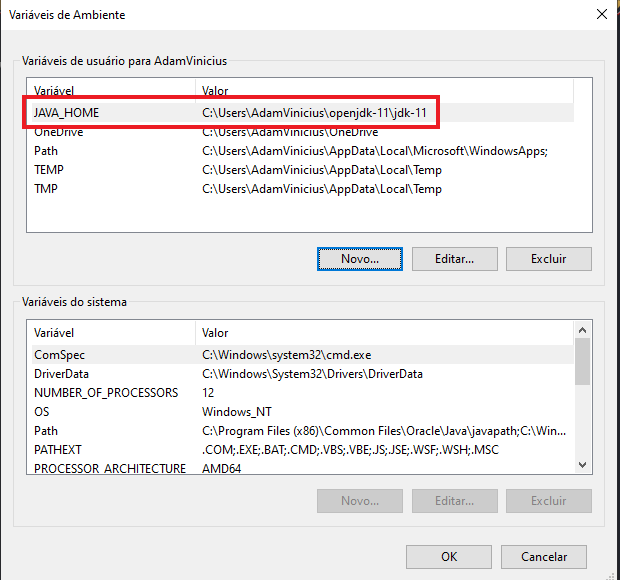 Variáveis de Ambiente
Variáveis de usuário para AdamVinicius
Variável Valor
JAVA_HOME C:\Users\AdamVinicius\openjdk-11\jdk-11
OneDrive C:\Users\AdamVinicius\OneDrive
Path C:\Users\AdamVinicius\AppData\Local\Microsoft\WindowsApps;
TEMP C:\Users\AdamVinicius\AppData\Local\Temp
TMP C:\Users\AdamVinicius\AppData\Local\Temp
Novo... Editar... Excluir
Variáveis do sistema
Variável Valor
ComSpec C:\Windows\system32\cmd.exe
DriverData C:\Windows\System32\Drivers\DriverData
NUMBER_OF_PROCESSORS 12
OS Windows_NT
Path C:\Program Files (x86)\Common Files\Oracle\Java\javapath;C:\Win...
PATHEXT .COM;.EXE;.BAT;.CMD;.VBS;.VBE;.JS;.JSE;.WSF;.WSH;.MSC
PROCESSOR_ARCHITECTURE AMD64
Novo... Editar... Excluir
OK Cancelar